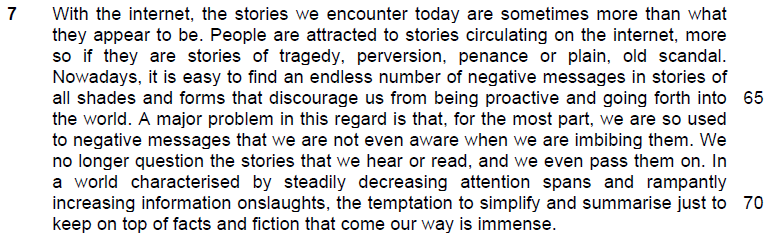 7 With the internet, the stories we encounter today are sometimes more than what
they appear to be. People are attracted to stories circulating on the internet, more
so if they are stories of tragedy, perversion, penance or plain, old scandal.
Nowadays, it is easy to find an endless number of negative messages in stories of
all shades and forms that discourage us from being proactive and going forth into 65
the world. A major problem in this regard is that, for the most part, we are so used
to negative messages that we are not even aware when we are imbibing them. We
no longer question the stories that we hear or read, and we even pass them on. In
a world characterised by steadily decreasing attention spans and rampantly
increasing information onslaughts, the temptation to simplify and summarise just to 70
keep on top of facts and fiction that come our way is immense.